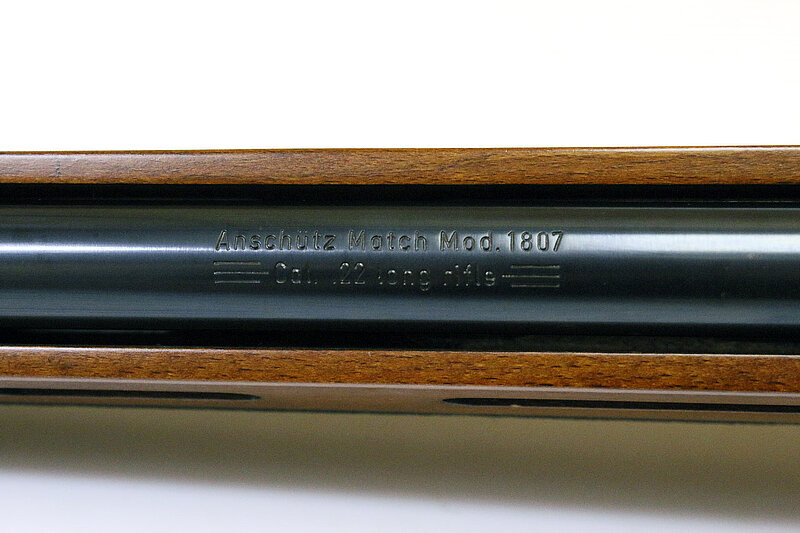 Anschütz Match Mod. 1807
Cal. .22 long rifle